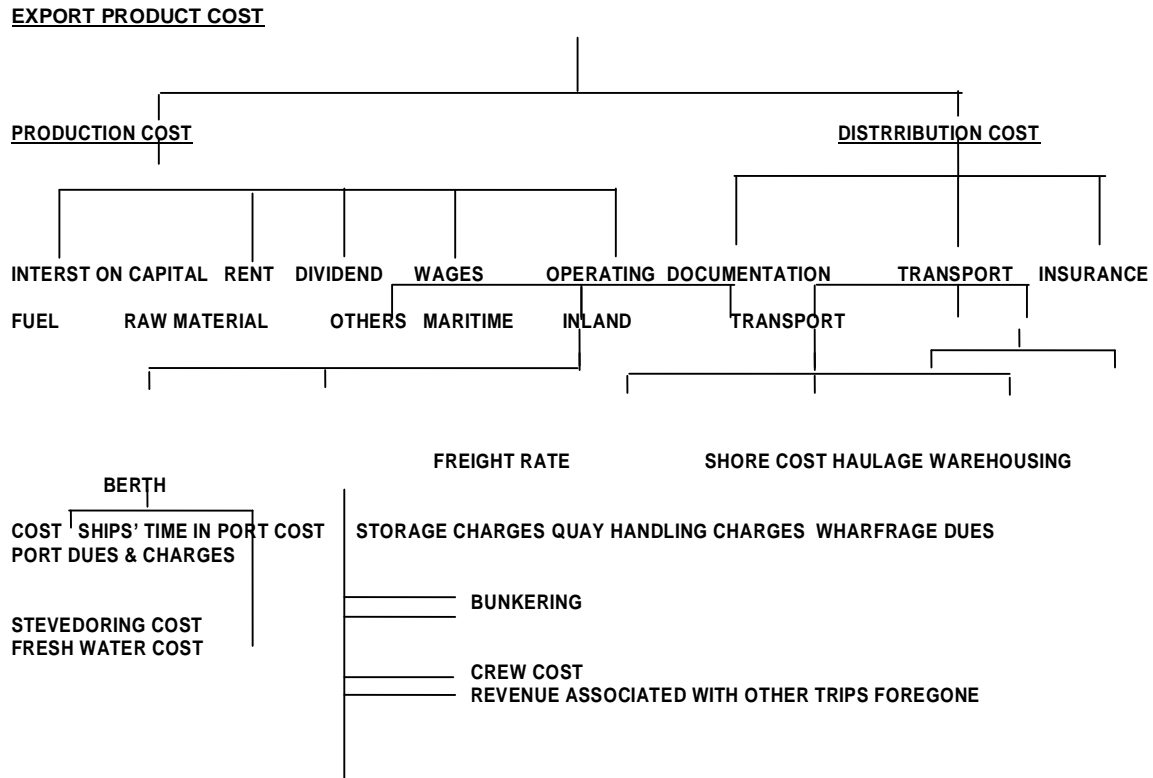 EXPORT PRODUCT COST
PRODUCTION COST DISTRRIBUTION COST
INTERST ON CAPITAL RENT DIVIDEND WAGES OPERATING DOCUMENTATION TRANSPORT INSURANCE
FUEL RAW MATERIAL OTHERS MARITIME INLAND TRANSPORT
FREIGHT RATE SHORE COST HAULAGE WAREHOUSING
BERTH
COST SHIPS' TIME IN PORT COST STORAGE CHARGES QUAY HANDLING CHARGES WHARFRAGE DUES
PORT DUES & CHARGES
BUNKERING
STEVEDORING COST
FRESH WATER COST
CREW COST
REVENUE ASSOCIATED WITH OTHER TRIPS FOREGONE